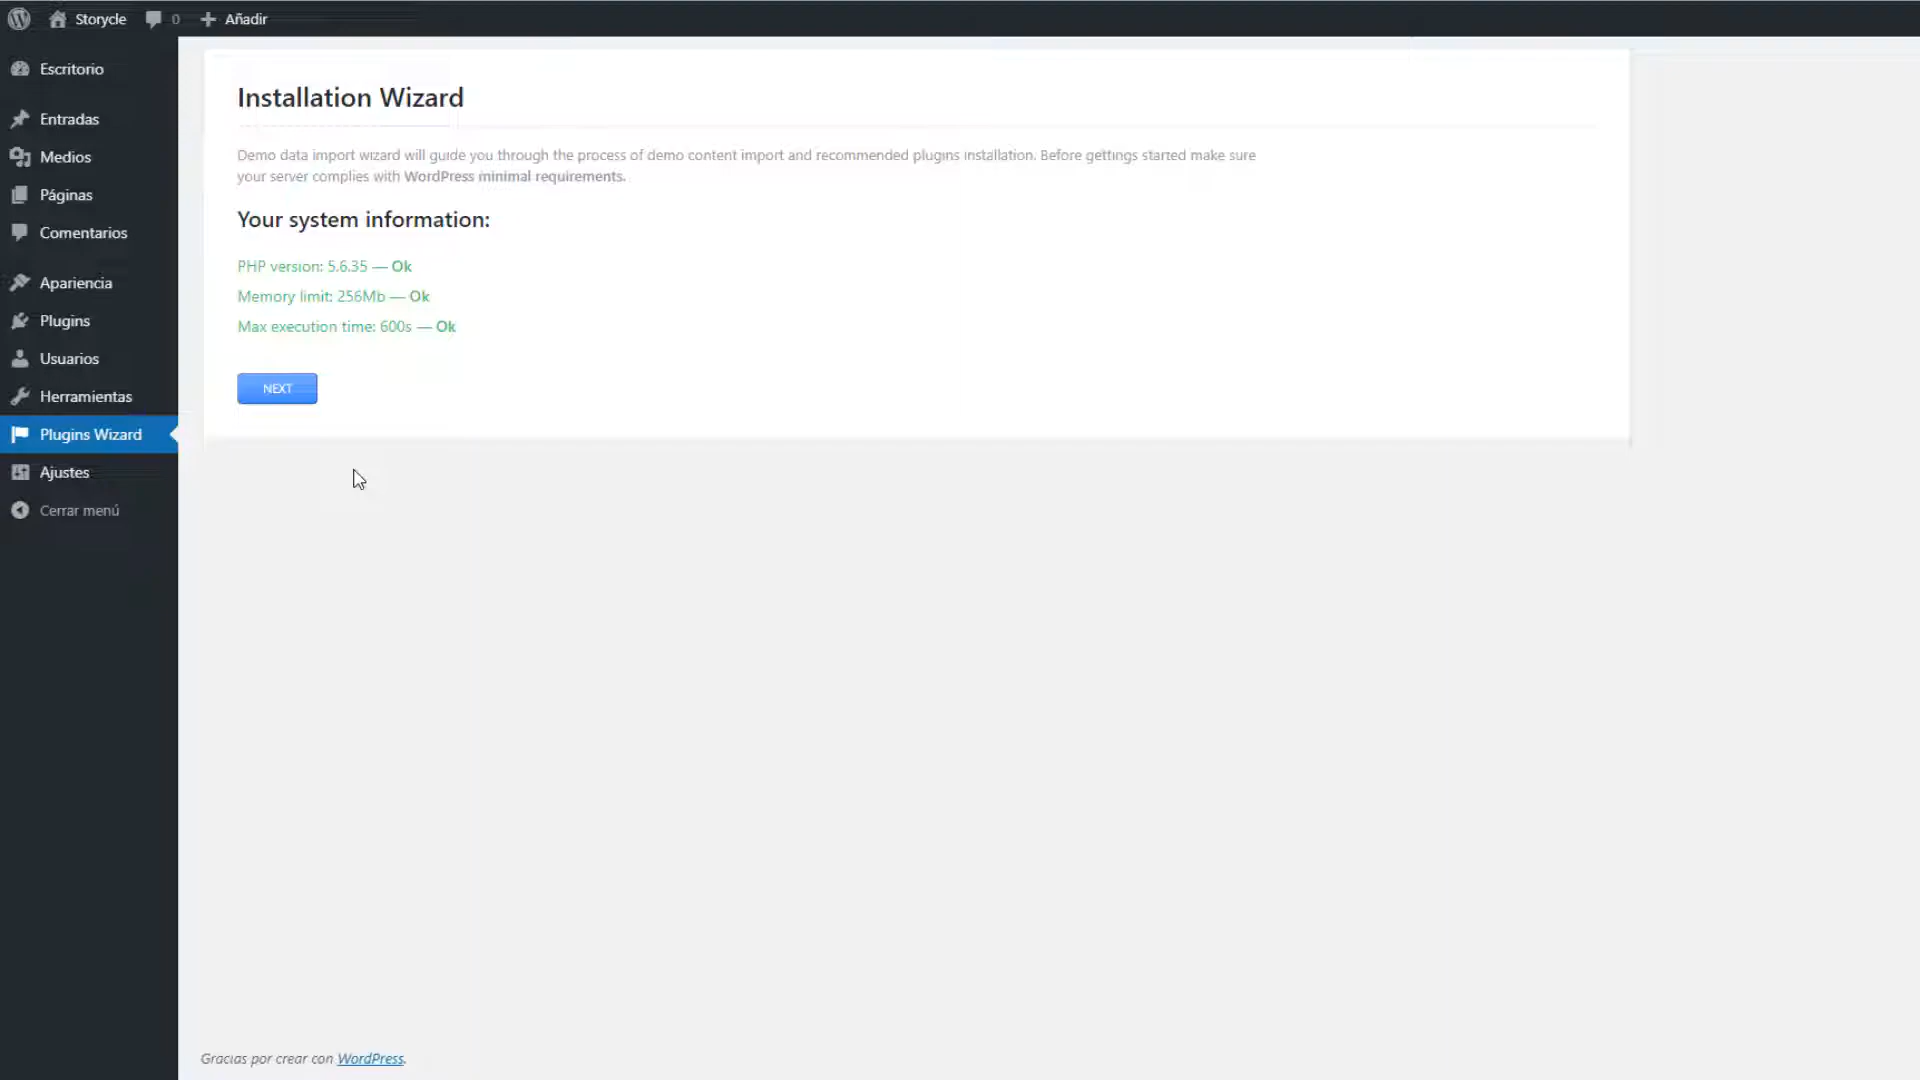 Storycle 0 Añadir
Escritorio
Entradas
Medios
Páginas
Comentarios
Apariencia
Plugins
Usuarios
Herramientas
Plugins Wizard
Ajustes
Cerrar menú
Installation Wizard
Demo data import wizard will guide you through the process of demo content import and recommended plugins installation. Before gettings started make sure
your server complies with WordPress minimal requirements.
Your system information:
PHP version: 5.6.35 — Ok
Memory limit: 256Mb — Ok
Max execution time: 600s — Ok
NEXT
Gracias por crear con WordPress.